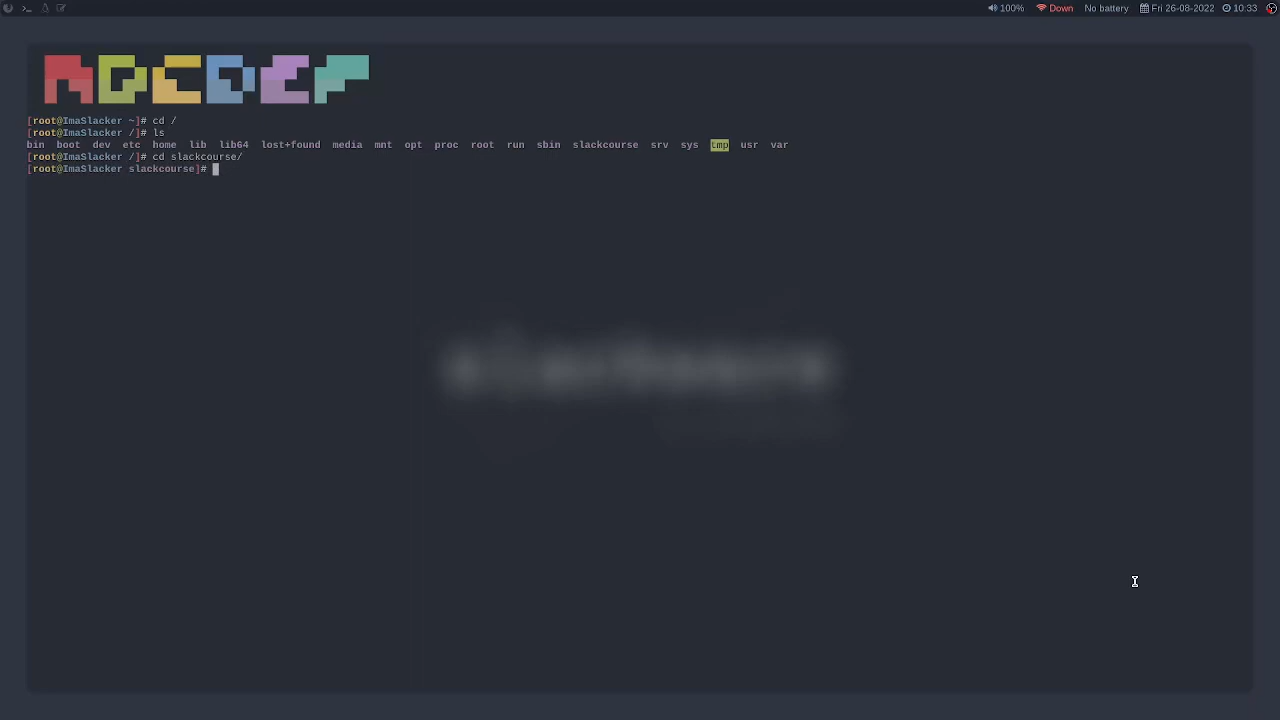 100% Down No battery Fri 26-08-2022 10:33
[root@ImaSlacker ~]# cd /
[root@ImaSlacker /]# ls
bin boot dev etc home lib lib64 lost+found media mnt opt proc root run sbin slackcourse srv sys tmp usr var
[root@ImaSlacker /]# cd slackcourse/
[root@ImaSlacker slackcourse]#